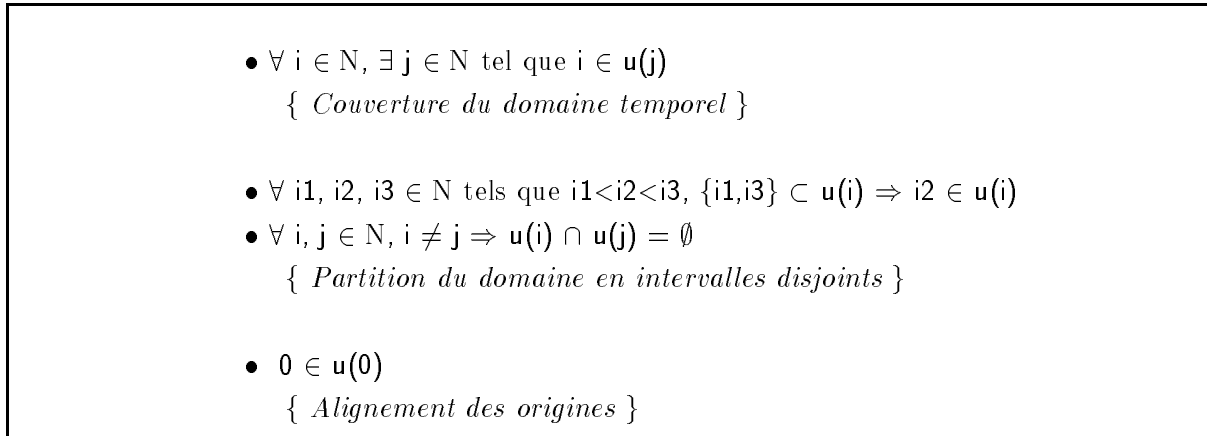 • ∀ i ∈ N, ∃ j ∈ N tel que i ∈ u(j)
{ Couverture du domaine temporel }
• ∀ i1, i2, i3 ∈ N tels que i1<i2<i3, {i1,i3} ⊂ u(i) ⇒ i2 ∈ u(i)
• ∀ i, j ∈ N, i ≠ j ⇒ u(i) ∩ u(j) = ∅
{ Partition du domaine en intervalles disjoints }
• 0 ∈ u(0)
{ Alignement des origines }